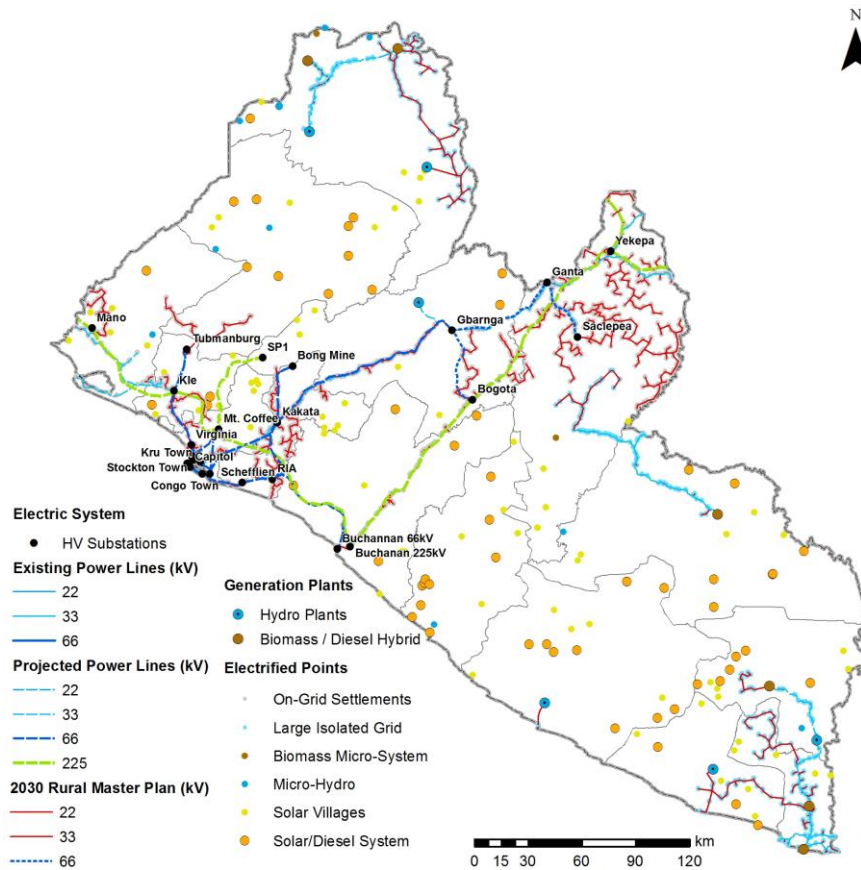 N
Yekepa
Ganta
Mano
Gbarnga
Saclepea
Tubmanburg
SP1
Bong Mine
Kle
Bogota
Mt. Coffee
Kakata
Virginia
Kru Town
Capitol
Stockton Town
Schefflien
RIA
Congo Town
Electric System
HV Substations
Buchannan 66kV
Buchanan 225kV
Existing Power Lines (kV)
22
33
66
Generation Plants
Hydro Plants
Biomass / Diesel Hybrid
Projected Power Lines (kV)
22
33
66
225
Electrified Points
On-Grid Settlements
Large Isolated Grid
Biomass Micro-System
Micro-Hydro
Solar Villages
Solar/Diesel System
2030 Rural Master Plan (kV)
22
33
66
km
0 15 30 60 90 120